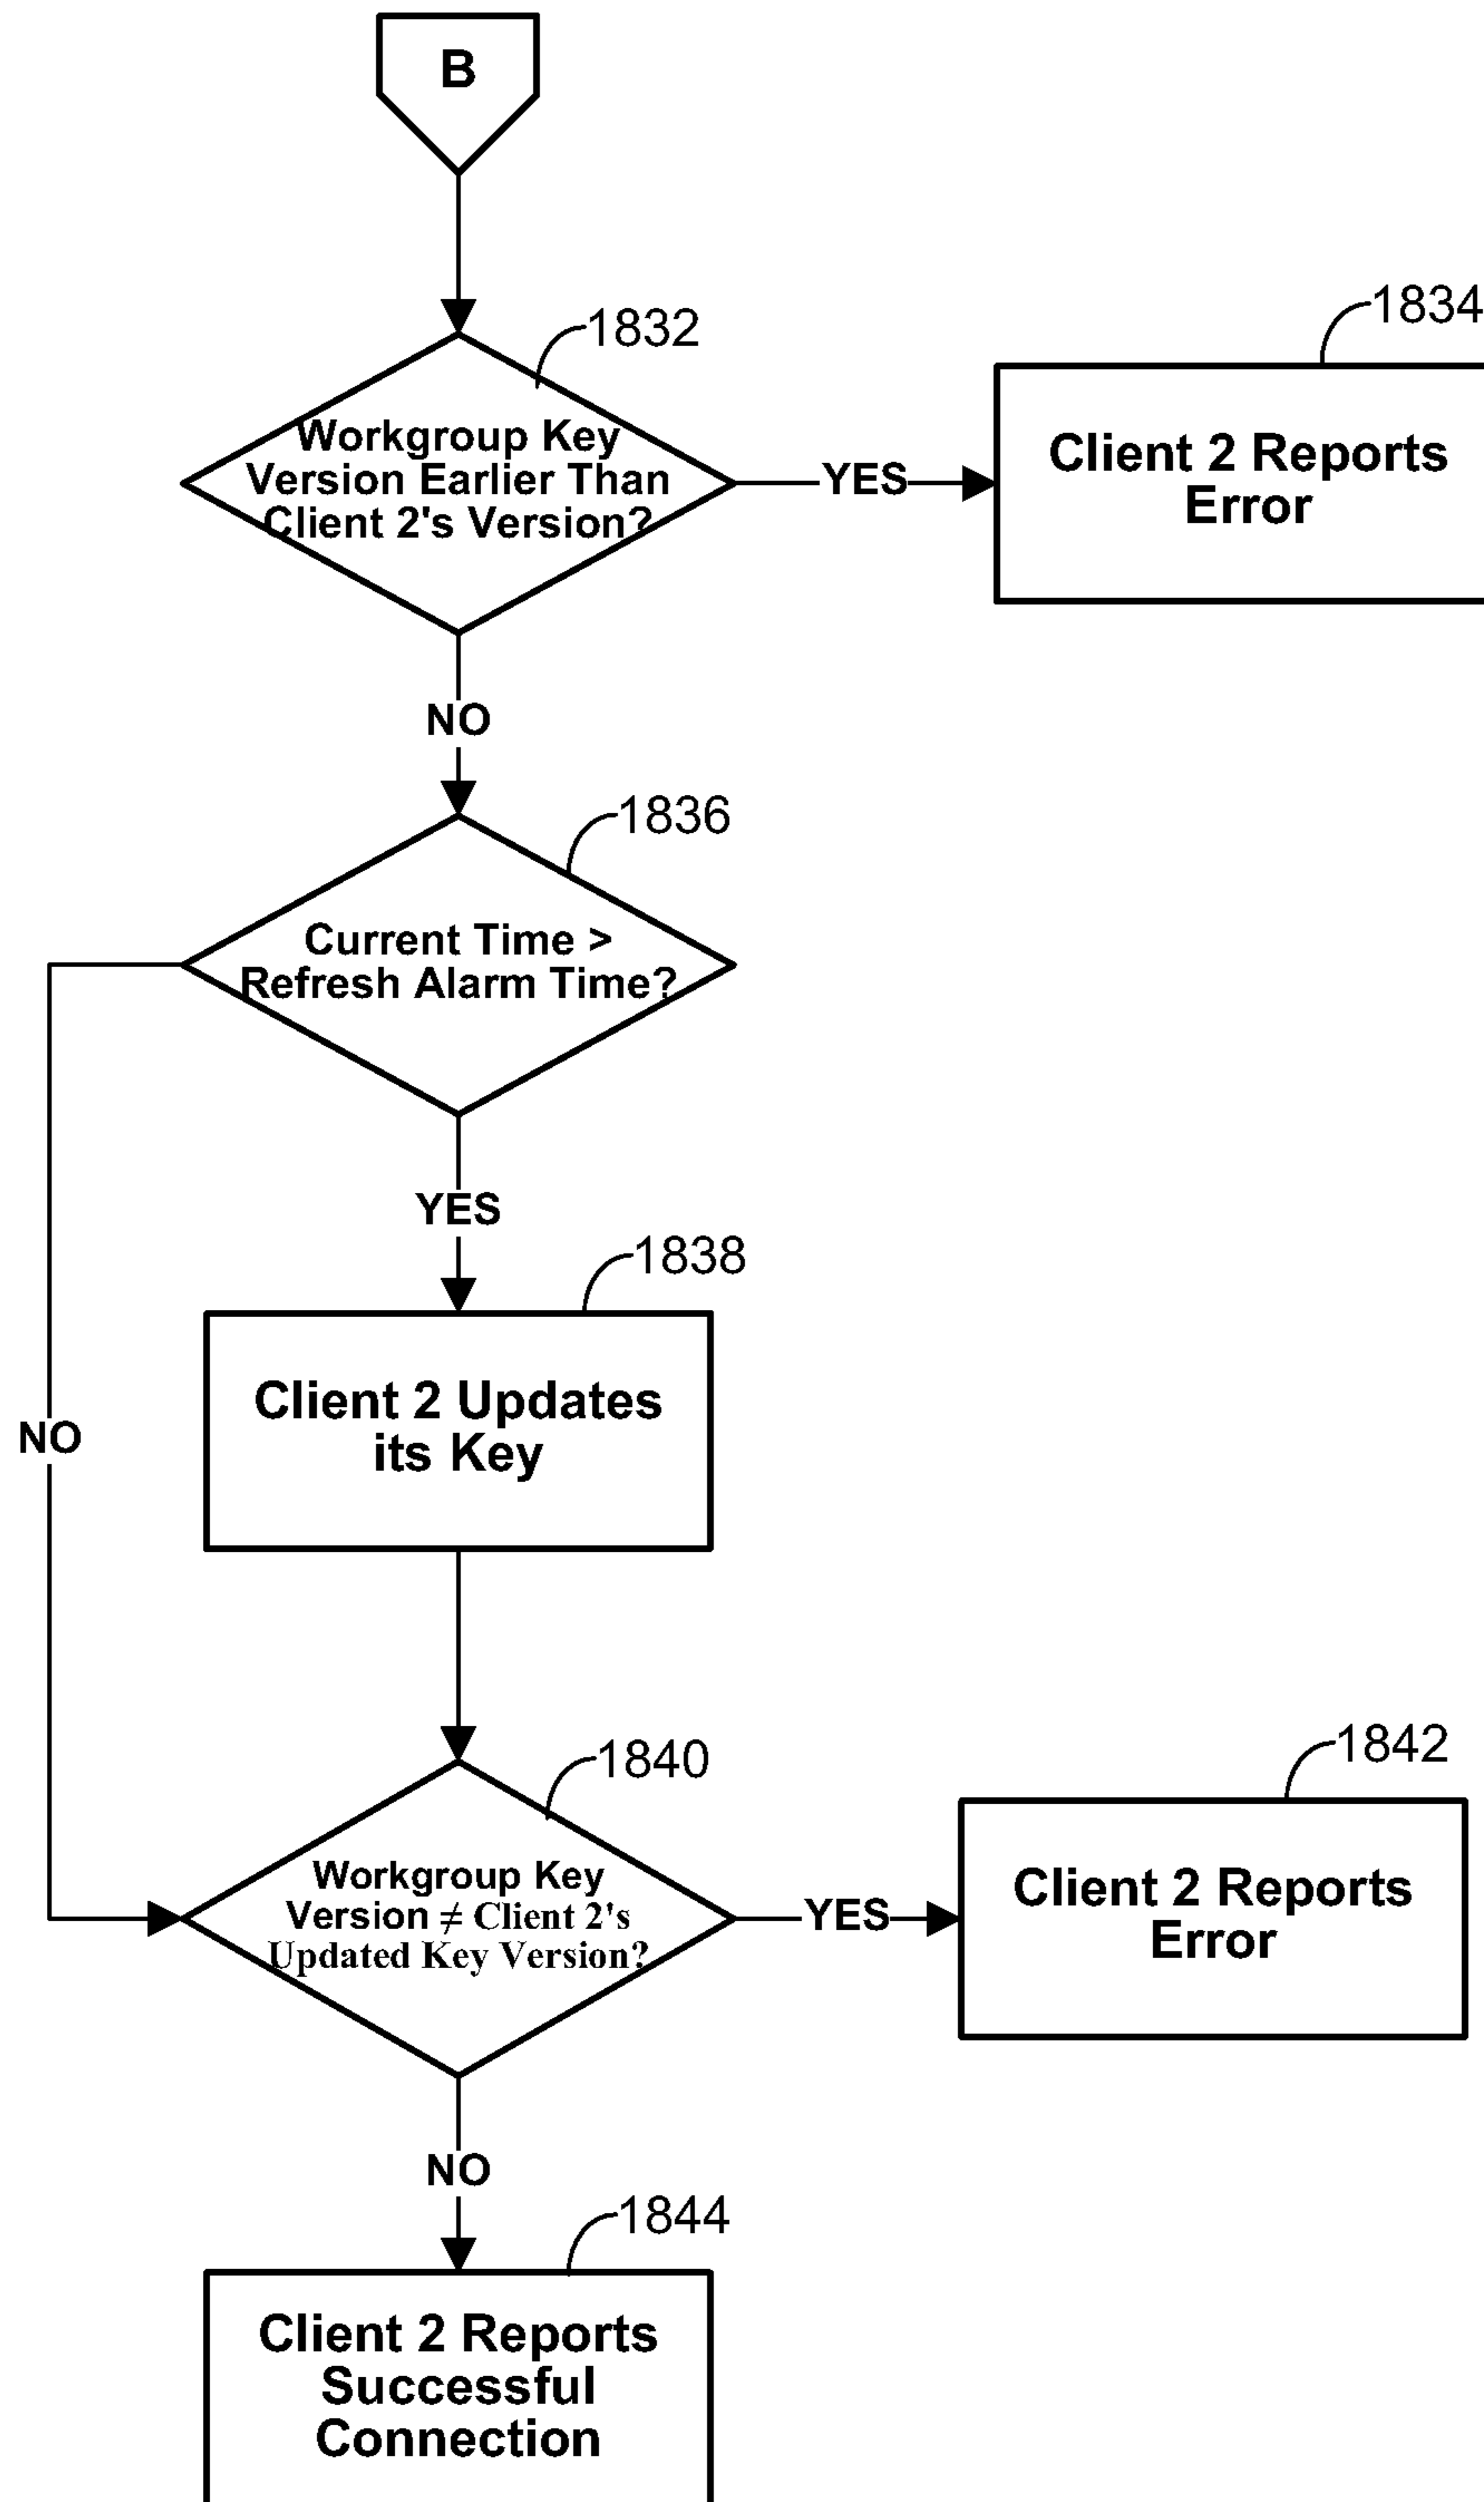 B
1832
Workgroup Key
Version Earlier Than
Client 2's Version?
YES
1834
Client 2 Reports
Error
NO
1836
Current Time >
Refresh Alarm Time?
YES
1838
Client 2 Updates
its Key
NO
1840
Workgroup Key
Version ≠ Client 2's
Updated Key Version?
YES
1842
Client 2 Reports
Error
NO
1844
Client 2 Reports
Successful
Connection